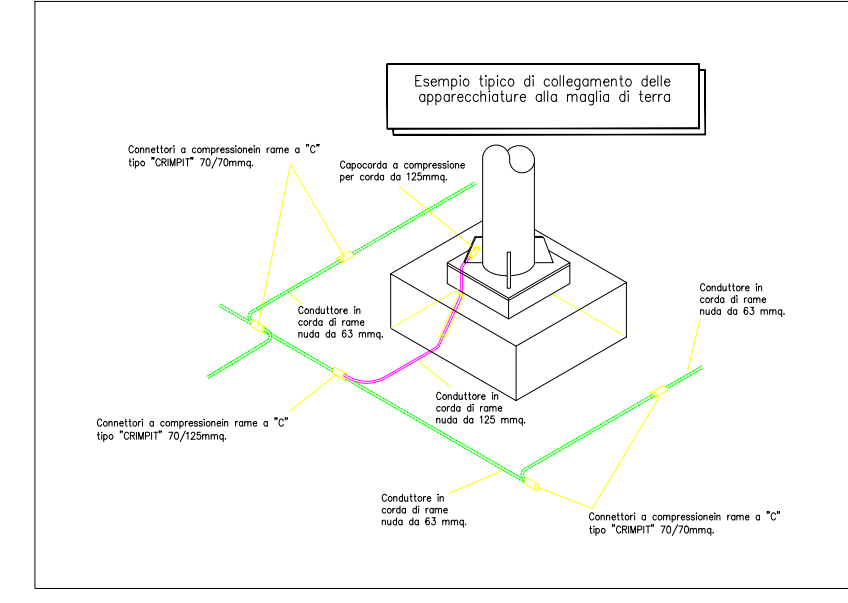 Esempio tipico di collegamento delle
apparecchiature alla maglia di terra
Connettori a compressionein rame a "C"
tipo "CRIMPIT" 70/70mmq.
Capocorda a compressione
per corda da 125mmq.
Conduttore in
corda di rame
nuda da 63 mmq.
Conduttore in
corda di rame
nuda da 63 mmq.
Conduttore in
corda di rame
nuda da 125 mmq.
Connettori a compressionein rame a "C"
tipo "CRIMPIT" 70/125mmq.
Conduttore in
corda di rame
nuda da 63 mmq.
Connettori a compressionein rame a "C"
tipo "CRIMPIT" 70/70mmq.